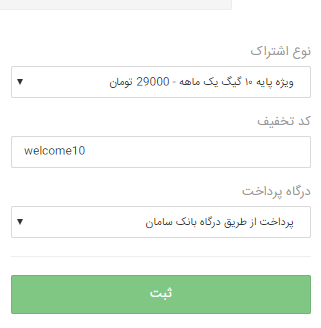 نوع اشتراک
ویژه پایه ۱۰ گیگ یک ماهه - 29000 تومان
کد تخفیف
welcome10
درگاه پرداخت
پرداخت از طریق درگاه بانک سامان
ثبت